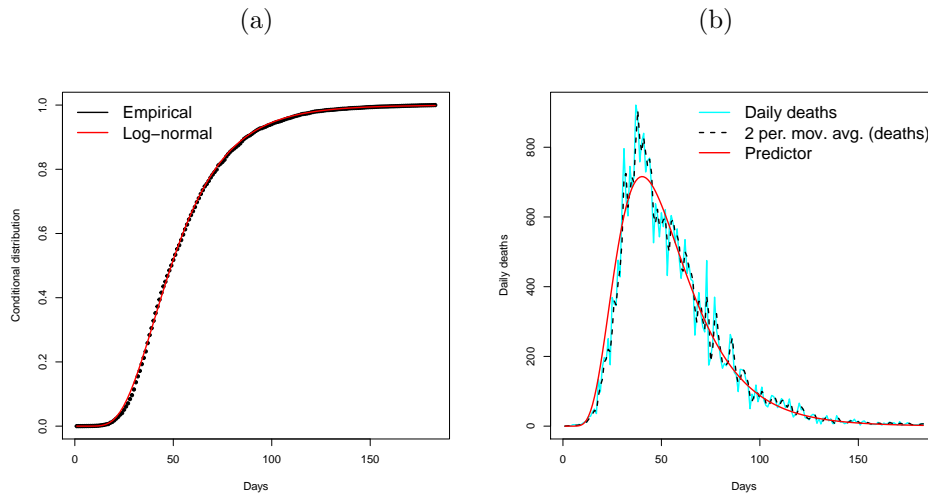 (a)
Empirical
Log−normal
Conditional distribution
0.0 0.2 0.4 0.6 0.8 1.0
0 50 100 150
Days
(b)
Daily deaths
2 per. mov. avg. (deaths)
Predictor
Daily deaths
0 200 400 600 800
0 50 100 150
Days